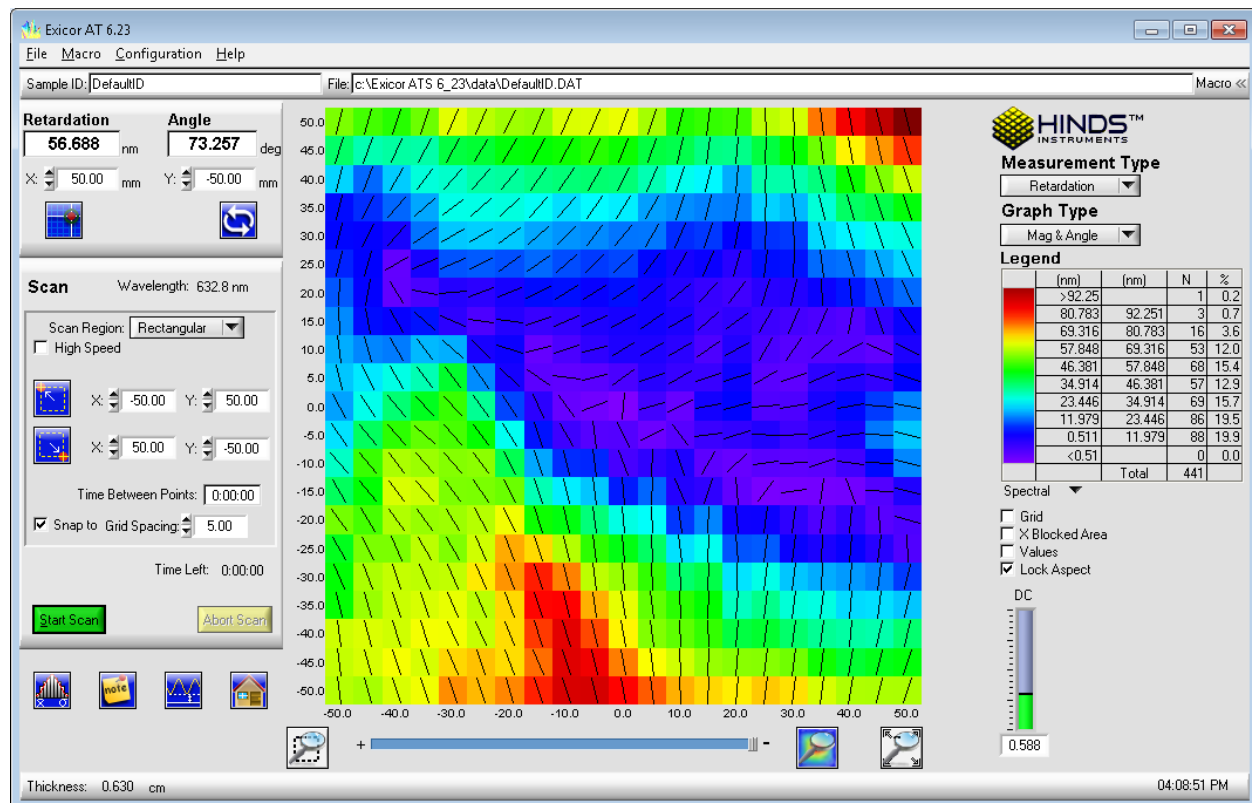 Exicor AT 6.23
File Macro Configuration Help
Sample ID: DefaultID File: c:\Exicor ATS 6_23\data\DefaultID.DAT Macro <<
Retardation Angle
56.688 nm 73.257 deg
X: 50.00 mm Y: -50.00 mm
Scan Wavelength: 632.8 nm
Scan Region: Rectangular
High Speed
X: -50.00 Y: 50.00
X: 50.00 Y: -50.00
Time Between Points: 0:00:00
Snap to Grid Spacing: 5.00
Time Left: 0:00:00
Start Scan Abort Scan
X σ
note
50.0
45.0
40.0
35.0
30.0
25.0
20.0
15.0
10.0
5.0
0.0
-5.0
-10.0
-15.0
-20.0
-25.0
-30.0
-35.0
-40.0
-45.0
-50.0
-50.0 -40.0 -30.0 -20.0 -10.0 0.0 10.0 20.0 30.0 40.0 50.0
+ -
HINDS™
INSTRUMENTS
Measurement Type
Retardation
Graph Type
Mag & Angle
Legend
(nm) (nm) N %
>92.25 1 0.2
80.783 92.251 3 0.7
69.316 80.783 16 3.6
57.848 69.316 53 12.0
46.381 57.848 68 15.4
34.914 46.381 57 12.9
23.446 34.914 69 15.7
11.979 23.446 86 19.5
0.511 11.979 88 19.9
<0.51 0 0.0
Total 441
Spectral
Grid
X Blocked Area
Values
Lock Aspect
DC
0.588
Thickness: 0.630 cm 04:08:51 PM